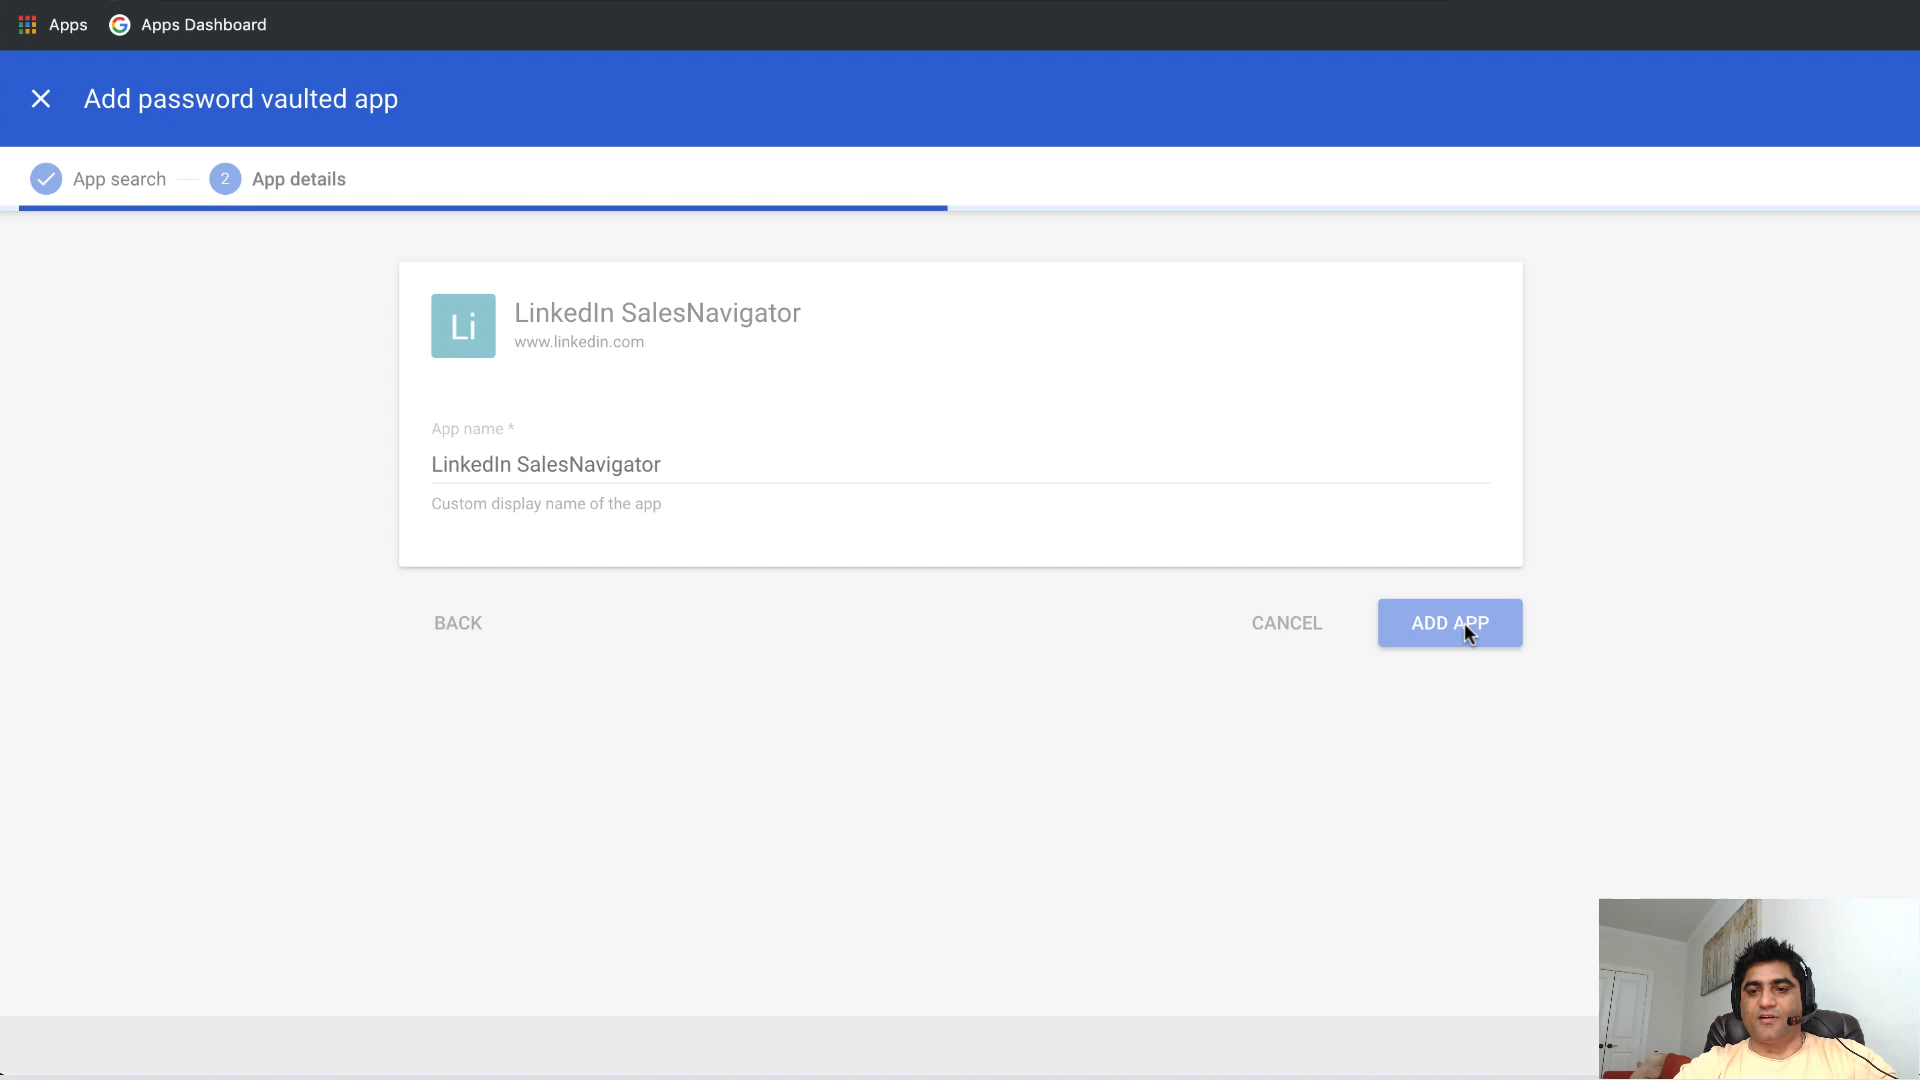 Apps
Apps Dashboard
Add password vaulted app
App search
2
App details
Li
LinkedIn SalesNavigator
www.linkedin.com
App name *
LinkedIn SalesNavigator
Custom display name of the app
BACK
CANCEL
ADD APP